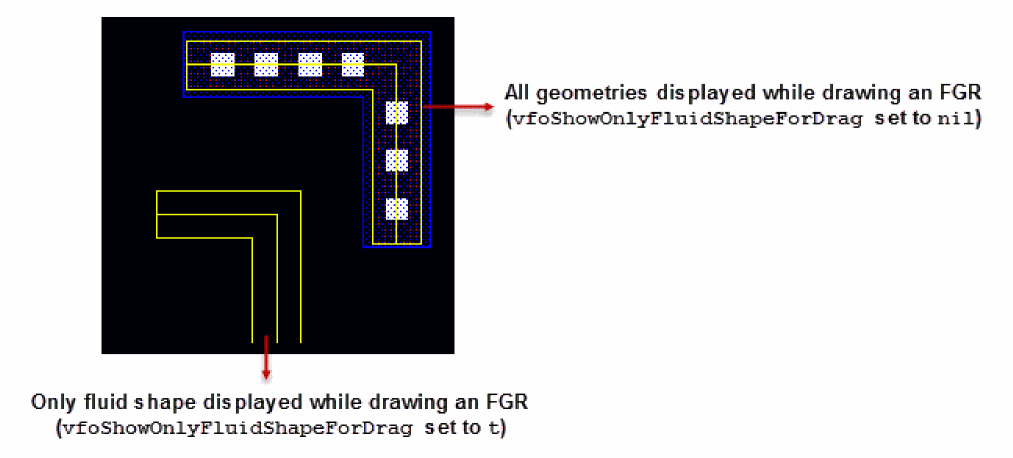 All geometries displayed while drawing an FGR
(vfoShowOnlyFluidShapeForDrag set to nil)
Only fluid shape displayed while drawing an FGR
(vfoShowOnlyFluidShapeForDrag set to t)